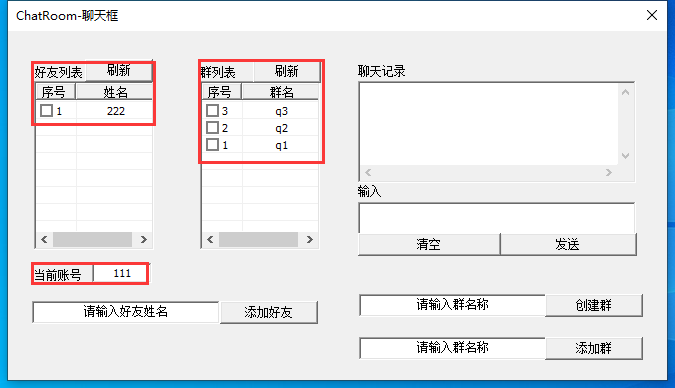 ChatRoom-聊天框
好友列表 刷新
序号 姓名
1 222
群列表 刷新
序号 群名
3 q3
2 q2
1 q1
聊天记录
输入
清空 发送
当前账号 111
请输入好友姓名 添加好友
请输入群名称 创建群
请输入群名称 添加群